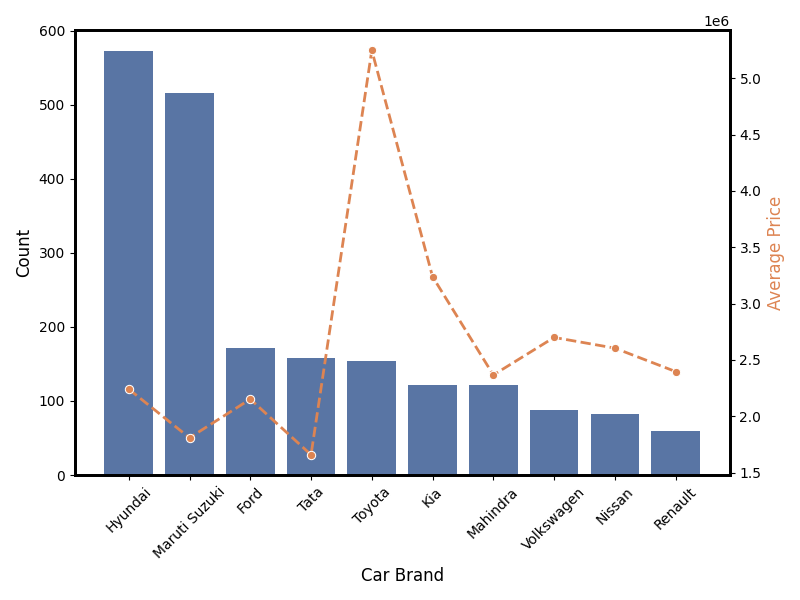 1e6
600
500
400
300
200
100
0
Count
5.0
4.5
4.0
3.5
3.0
2.5
2.0
1.5
Average Price
Hyundai
Maruti Suzuki
Ford
Tata
Toyota
Kia
Mahindra
Volkswagen
Nissan
Renault
Car Brand